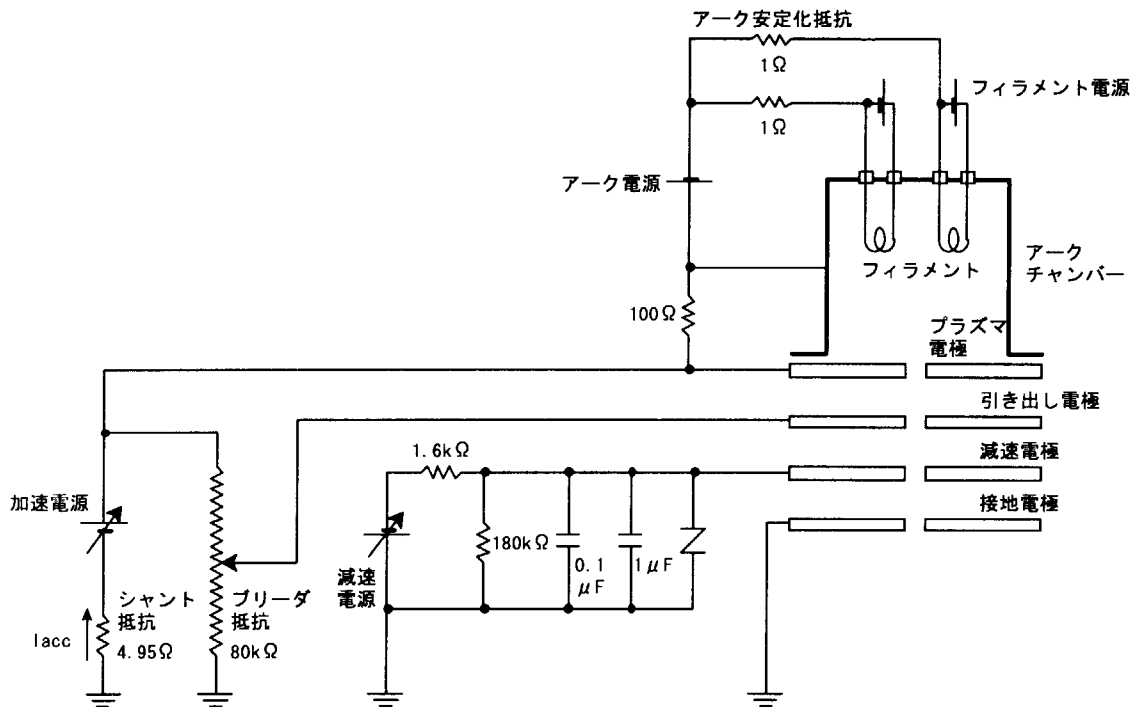 アーク安定化抵抗
1Ω
フィラメント電源
1Ω
アーク電源
フィラメント
アーク
チャンバー
100Ω
プラズマ
電極
引き出し電極
1.6kΩ
減速電極
加速電源
接地電極
180kΩ
0.1
μF
1μF
減速
電源
シャント
抵抗
4.95Ω
ブリーダ
抵抗
80kΩ
Iacc